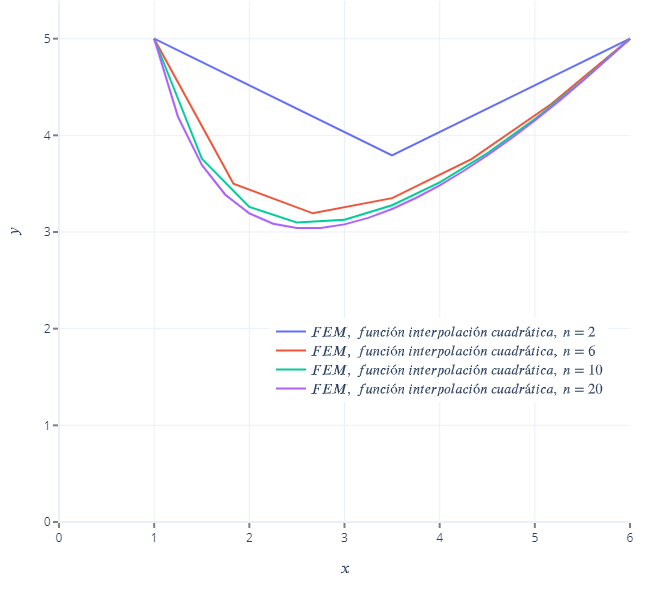 5
4
y
3
2
FEM, función interpolación cuadrática, n = 2
FEM, función interpolación cuadrática, n = 6
FEM, función interpolación cuadrática, n = 10
FEM, función interpolación cuadrática, n = 20
1
0
0 1 2 3 4 5 6
x